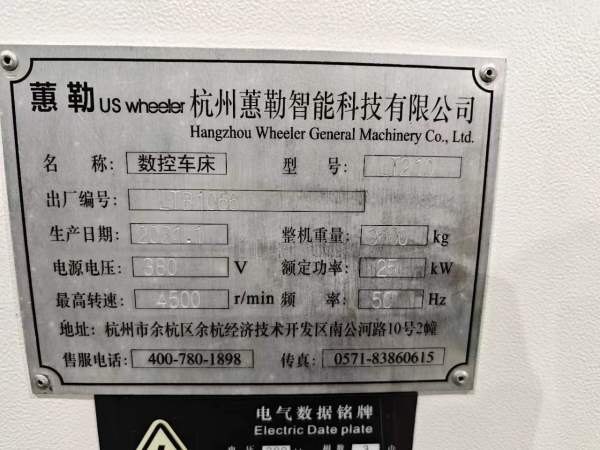 蕙勒 US wheeler 杭州蕙勒智能科技有限公司
Hangzhou Wheeler General Machinery Co., Ltd.
名 称: 数控车床 型 号:
出厂编号:
生产日期: 整机重量: kg
电源电压: 380 V 额定功率: 25 kW
最高转速: 4500 r/min 频 率: 50 Hz
地址: 杭州市余杭区余杭经济技术开发区南公河路10号2幢
售服电话: 400-780-1898 传真: 0571-83860615
电气数据铭牌
Electric Date plate